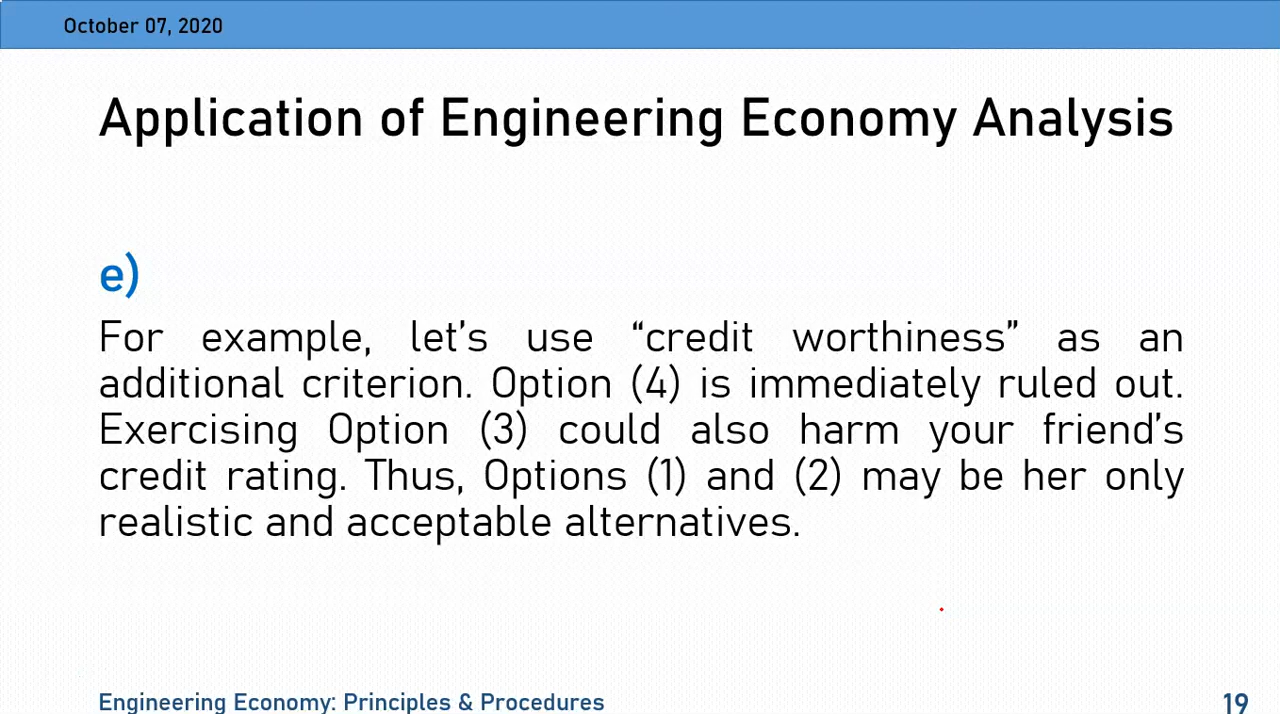 October 07, 2020
Application of Engineering Economy Analysis
e)
For example, let’s use “credit worthiness” as an
additional criterion. Option (4) is immediately ruled out.
Exercising Option (3) could also harm your friend’s
credit rating. Thus, Options (1) and (2) may be her only
realistic and acceptable alternatives.
Engineering Economy: Principles & Procedures
19